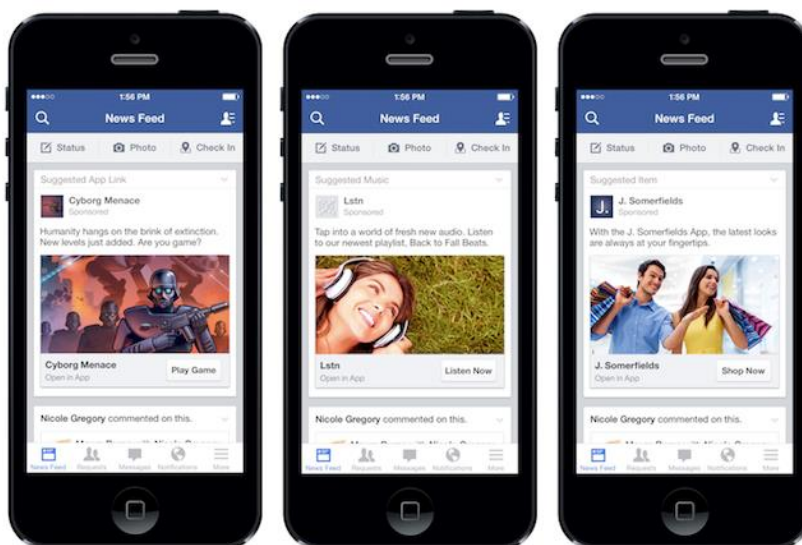 1:56 PM
News Feed
Status
Photo
Check In
Suggested App Link
Cyborg Menace
Sponsored
Humanity hangs on the brink of extinction.
New levels just added. Are you game?
Cyborg Menace
Open in App
Play Game
Nicole Gregory commented on this.
News Feed
Requests
Messages
Notifications
More
1:56 PM
News Feed
Status
Photo
Check In
Suggested Music
Lstn
Sponsored
Tap into a world of fresh new audio. Listen
to our newest playlist, Back to Fall Beats.
Lstn
Open in App
Listen Now
Nicole Gregory commented on this.
News Feed
Requests
Messages
Notifications
More
1:56 PM
News Feed
Status
Photo
Check In
Suggested Item
J.
J. Somerfields
Sponsored
With the J. Somerfields App, the latest looks
are always at your fingertips.
J. Somerfields
Open in App
Shop Now
Nicole Gregory commented on this.
News Feed
Requests
Messages
Notifications
More